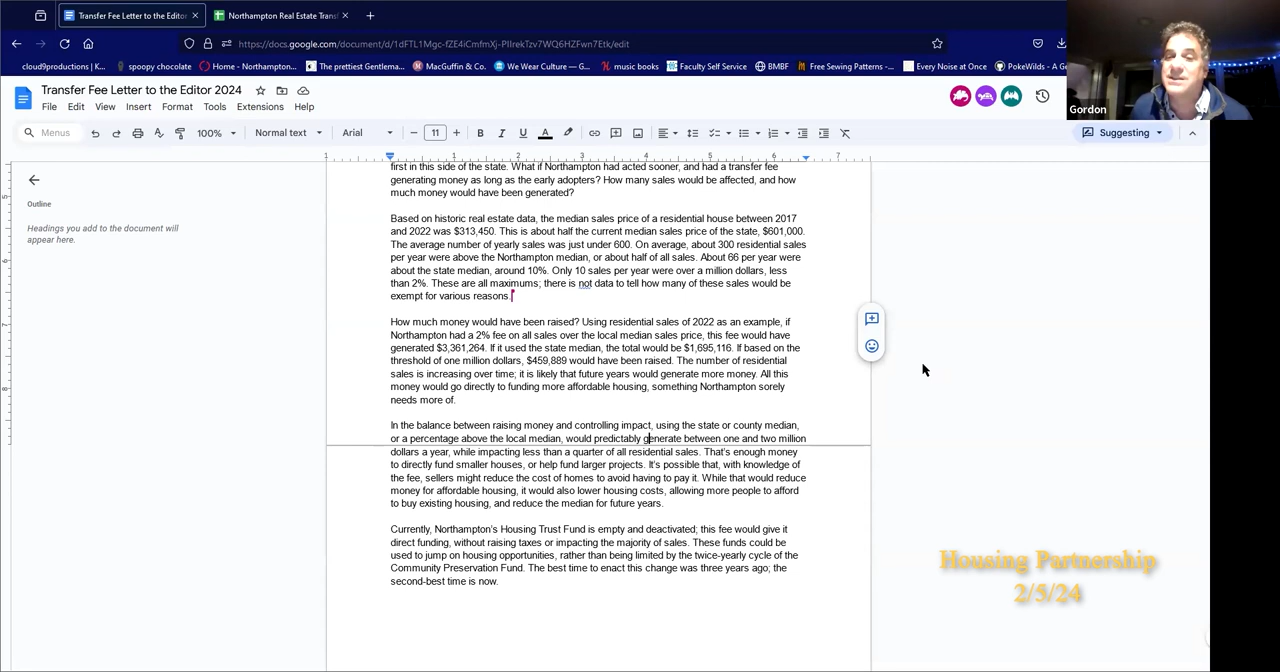 Transfer Fee Letter to the Editor
Northampton Real Estate Transf
https://docs.google.com/document/d/1dFTL1Mgc-fZE4iCmfmXj-PIIrekTzv7WQ6HZFwn7Etk/edit
cloud9productions | K...
spoopy chocolate
Home - Northampton...
The prettiest Gentlema...
MacGuffin & Co.
We Wear Culture — G...
music books
Faculty Self Service
BMBF
Free Sewing Patterns -...
Every Noise at Once
PokeWilds - A G
Gordon
Transfer Fee Letter to the Editor 2024
File Edit View Insert Format Tools Extensions Help
Menus
100%
Normal text
Arial
11
B I U A
Suggesting
1 1 2 3 4 5 6 7
Outline
Headings you add to the document will
appear here.
first in this side of the state. What if Northampton had acted sooner, and had a transfer fee
generating money as long as the early adopters? How many sales would be affected, and how
much money would have been generated?
Based on historic real estate data, the median sales price of a residential house between 2017
and 2022 was $313,450. This is about half the current median sales price of the state, $601,000.
The average number of yearly sales was just under 600. On average, about 300 residential sales
per year were above the Northampton median, or about half of all sales. About 66 per year were
about the state median, around 10%. Only 10 sales per year were over a million dollars, less
than 2%. These are all maximums; there is not data to tell how many of these sales would be
exempt for various reasons.
How much money would have been raised? Using residential sales of 2022 as an example, if
Northampton had a 2% fee on all sales over the local median sales price, this fee would have
generated $3,361,264. If it used the state median, the total would be $1,695,116. If based on the
threshold of one million dollars, $459,889 would have been raised. The number of residential
sales is increasing over time; it is likely that future years would generate more money. All this
money would go directly to funding more affordable housing, something Northampton sorely
needs more of.
In the balance between raising money and controlling impact, using the state or county median,
or a percentage above the local median, would predictably generate between one and two million
dollars a year, while impacting less than a quarter of all residential sales. That's enough money
to directly fund smaller houses, or help fund larger projects. It's possible that, with knowledge of
the fee, sellers might reduce the cost of homes to avoid having to pay it. While that would reduce
money for affordable housing, it would also lower housing costs, allowing more people to afford
to buy existing housing, and reduce the median for future years.
Currently, Northampton's Housing Trust Fund is empty and deactivated; this fee would give it
direct funding, without raising taxes or impacting the majority of sales. These funds could be
used to jump on housing opportunities, rather than being limited by the twice-yearly cycle of the
Community Preservation Fund. The best time to enact this change was three years ago; the
second-best time is now.
Housing Partnership
2/5/24